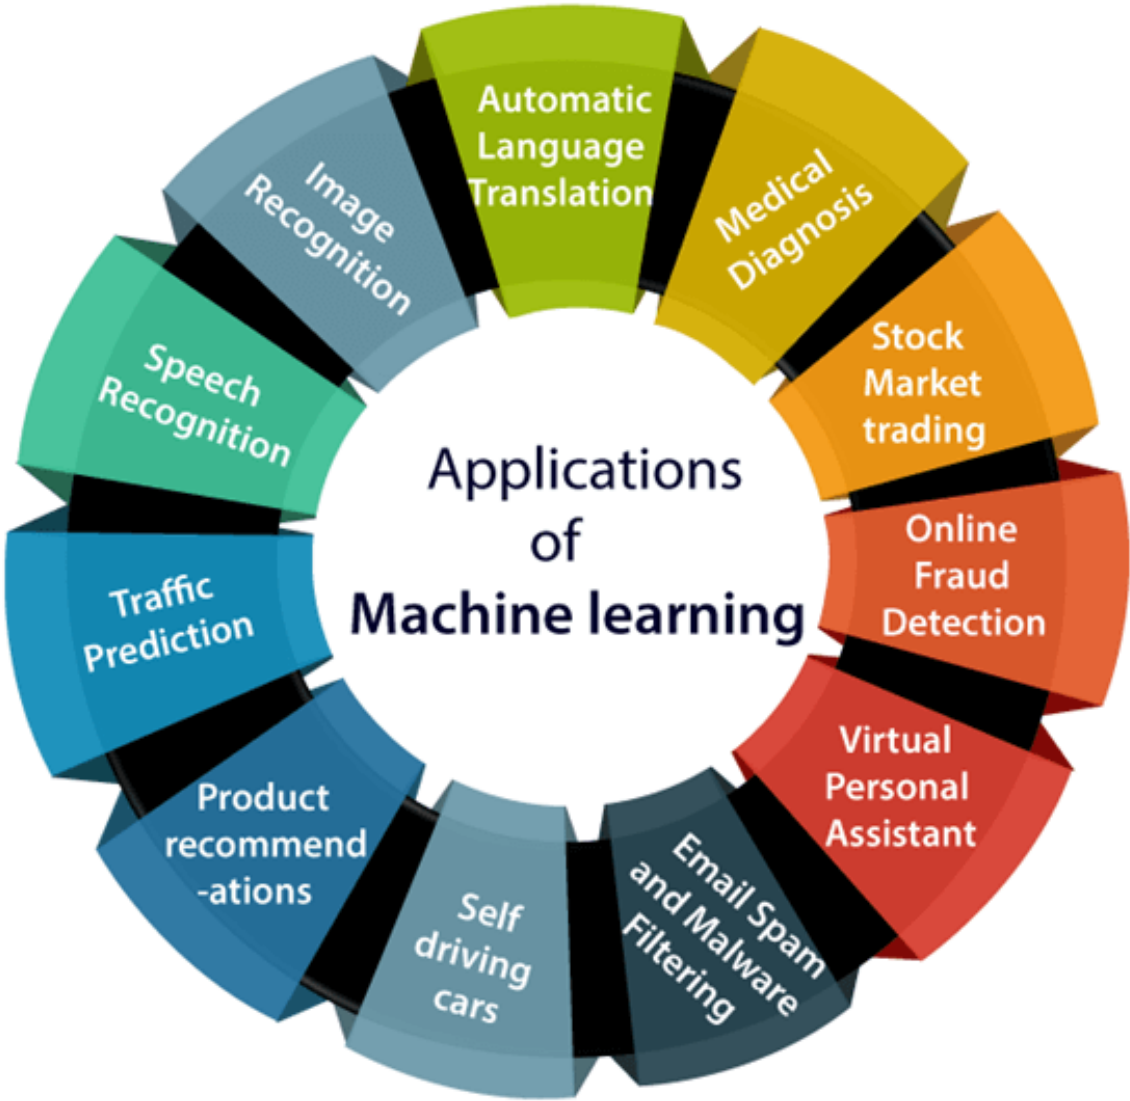 Applications
of
Machine learning
Automatic
Language
Translation
Medical
Diagnosis
Stock
Market
trading
Online
Fraud
Detection
Virtual
Personal
Assistant
Email Spam
and Malware
Filtering
Self
driving
cars
Product
recommend
-ations
Traffic
Prediction
Speech
Recognition
Image
Recognition